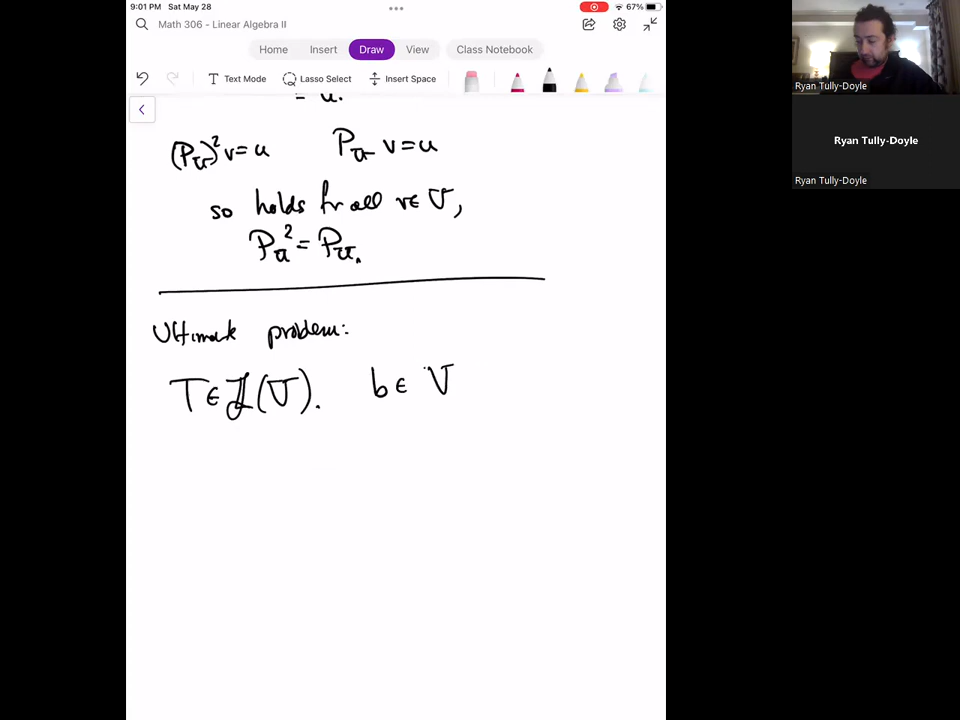 9:01 PM Sat May 28
67%
Math 306 - Linear Algebra II
Home Insert Draw View Class Notebook
Text Mode Lasso Select Insert Space
= u.
(P_U)² v = u P_U v = u
so holds for all v ∈ V,
P_U² = P_U.
Ultimate problem:
T ∈ ℒ(V). b ∈ V
Ryan Tully-Doyle
Ryan Tully-Doyle
Ryan Tully-Doyle